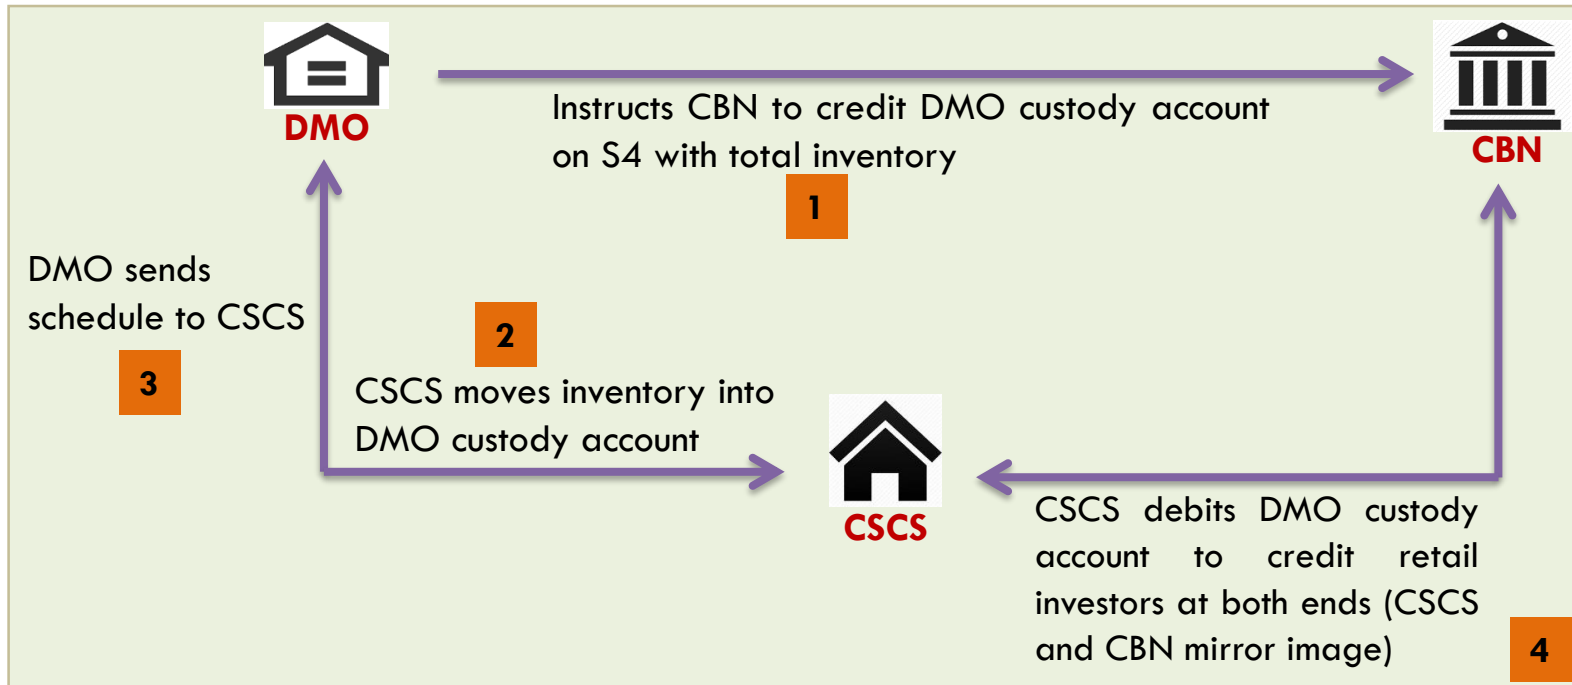 DMO
Instructs CBN to credit DMO custody account
on S4 with total inventory
1
CBN
DMO sends
schedule to CSCS
3
2
CSCS moves inventory into
DMO custody account
CSCS
CSCS debits DMO custody
account to credit retail
investors at both ends (CSCS
and CBN mirror image)
4